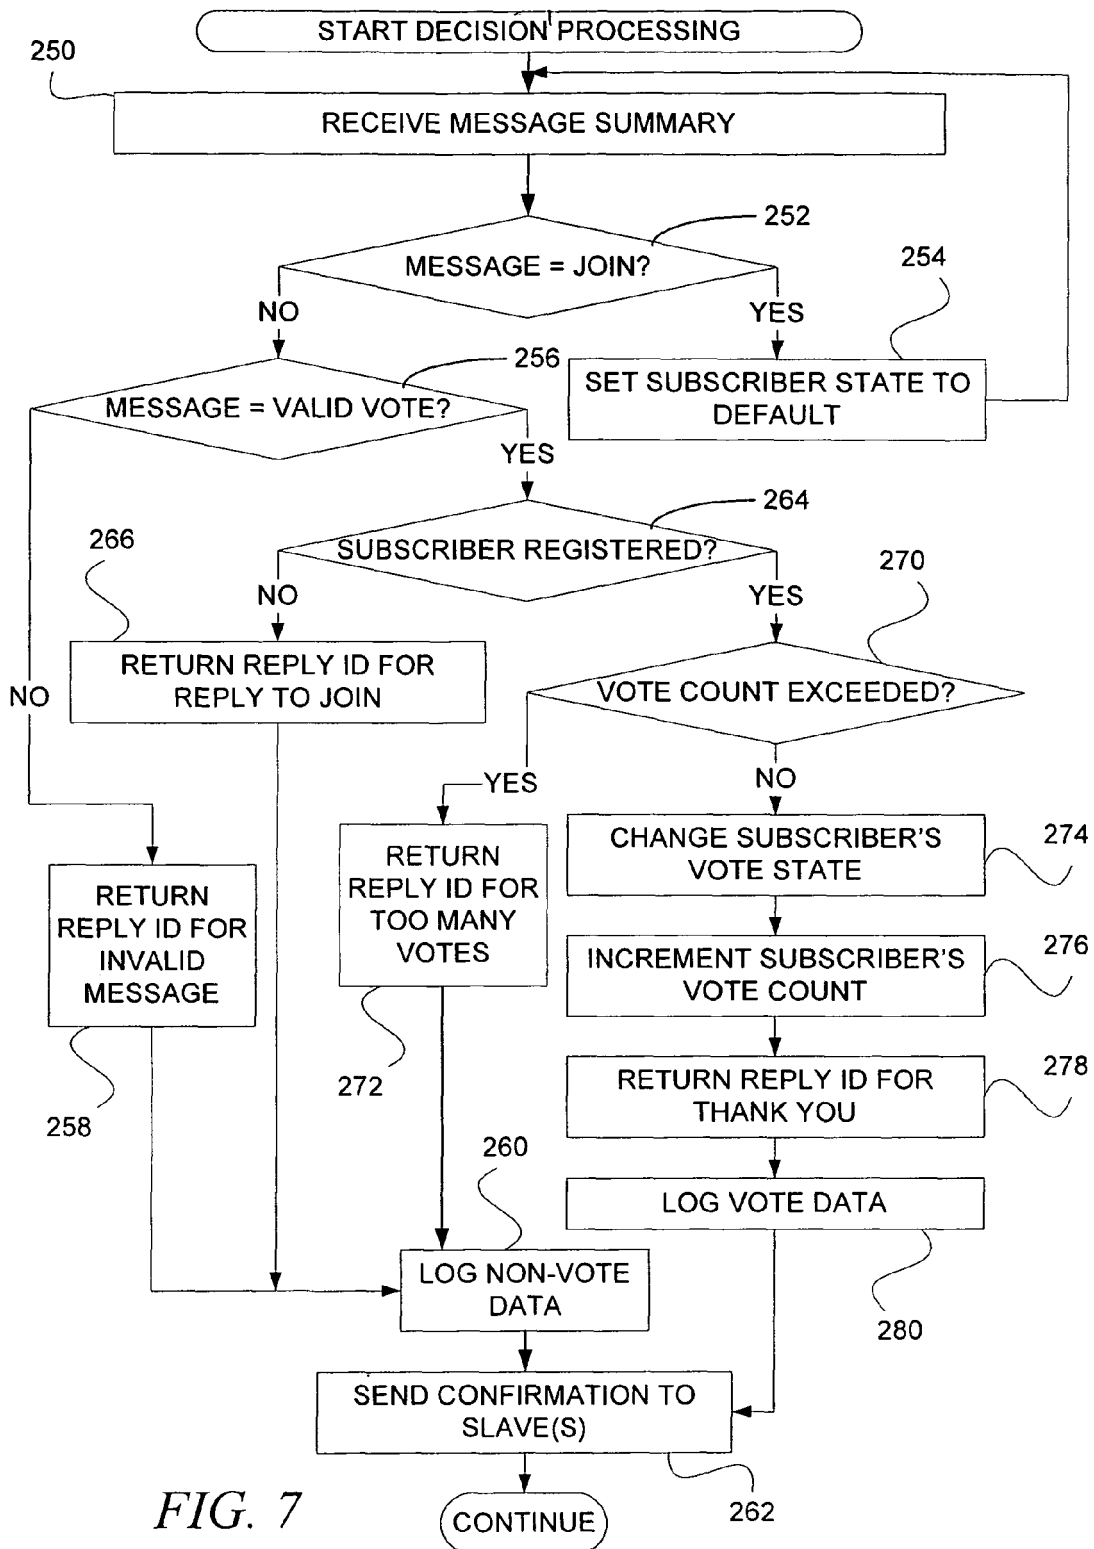 START DECISION PROCESSING
250
RECEIVE MESSAGE SUMMARY
252
MESSAGE = JOIN?
254
NO
YES
256
SET SUBSCRIBER STATE TO
DEFAULT
MESSAGE = VALID VOTE?
YES
264
266
SUBSCRIBER REGISTERED?
270
NO
YES
RETURN REPLY ID FOR
REPLY TO JOIN
NO
VOTE COUNT EXCEEDED?
YES
NO
CHANGE SUBSCRIBER'S
VOTE STATE
274
RETURN
REPLY ID FOR
TOO MANY
VOTES
RETURN
REPLY ID FOR
INVALID
MESSAGE
INCREMENT SUBSCRIBER'S
VOTE COUNT
276
272
RETURN REPLY ID FOR
THANK YOU
278
258
260
LOG VOTE DATA
LOG NON-VOTE
DATA
280
SEND CONFIRMATION TO
SLAVE(S)
262
FIG. 7
CONTINUE